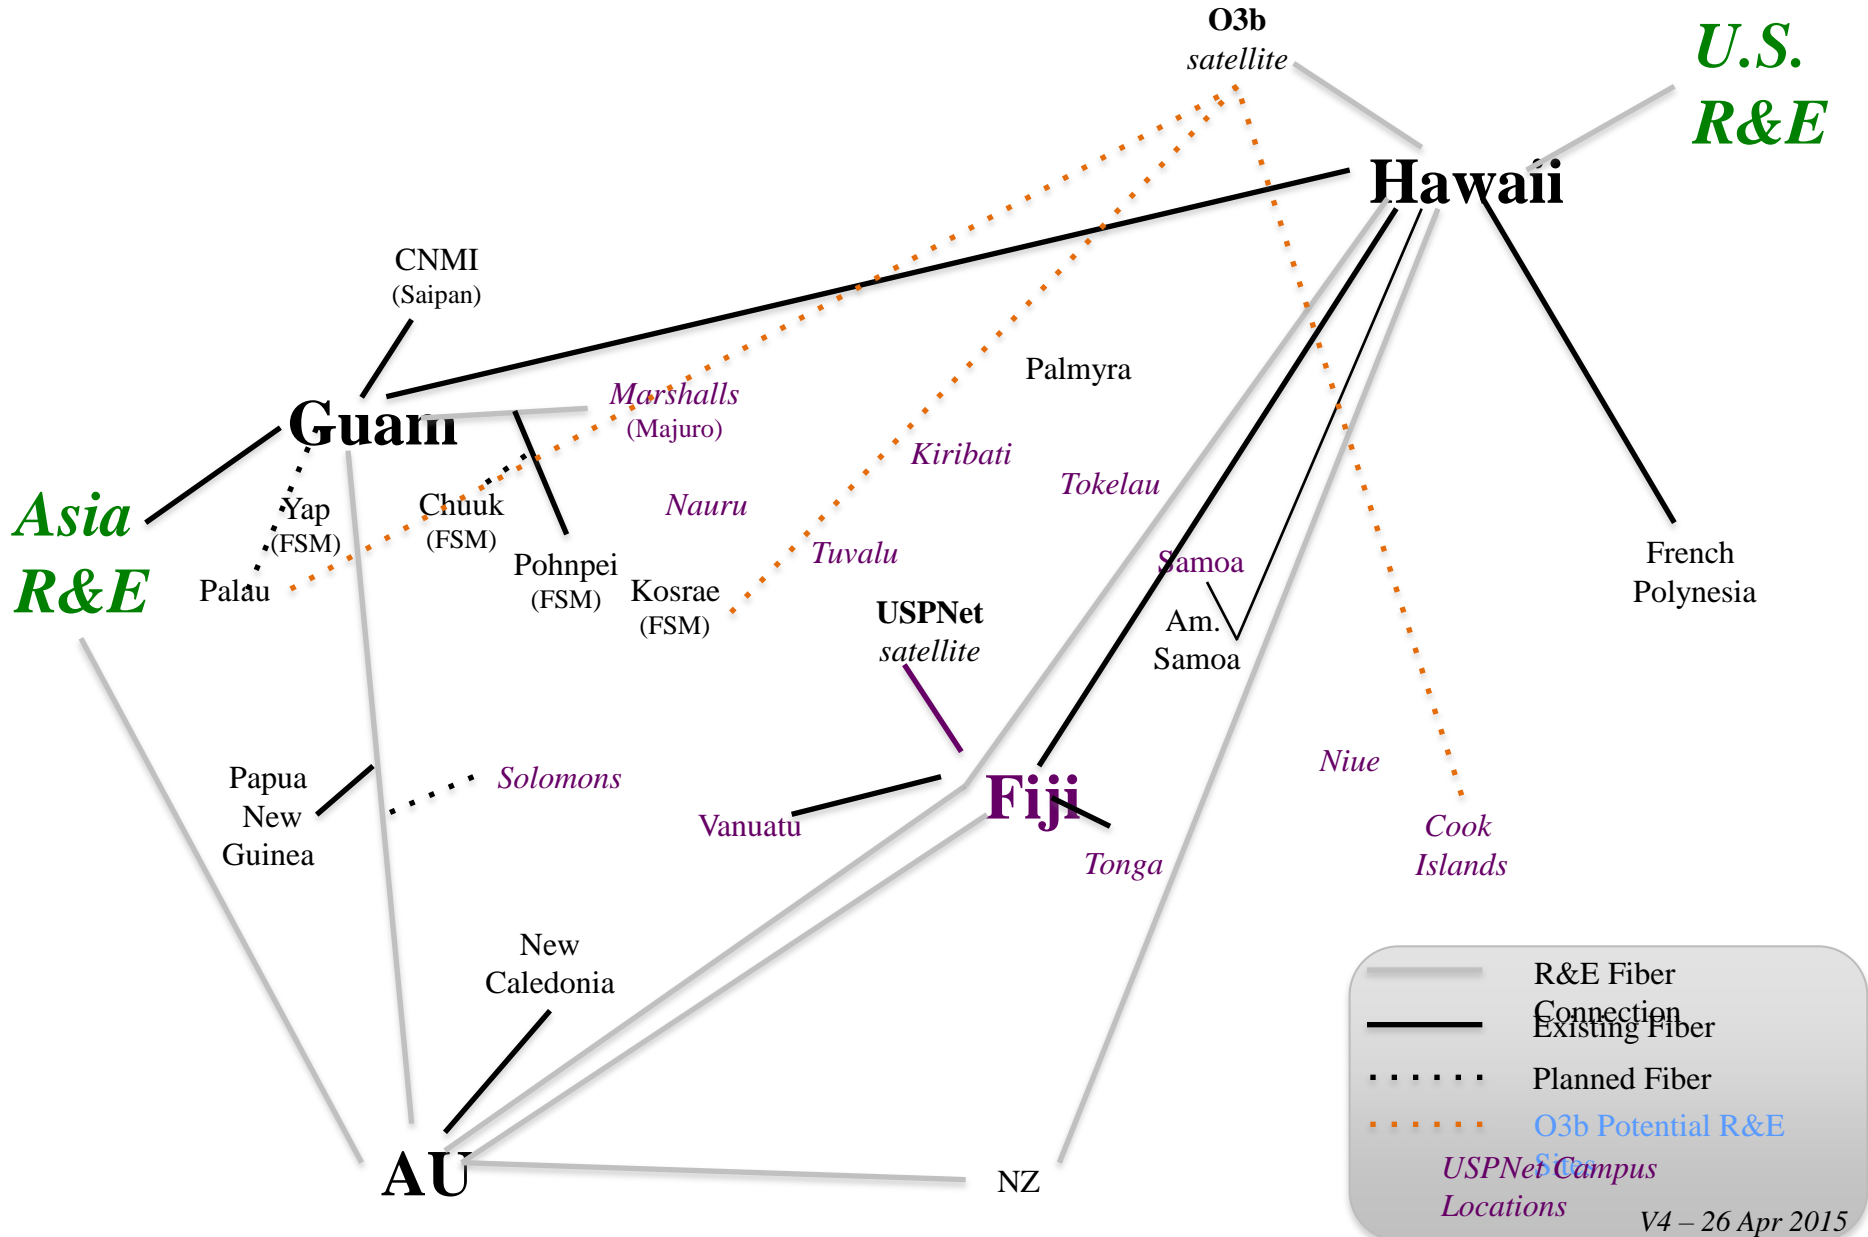 O3b
satellite
U.S.
R&E
Hawaii
CNMI
(Saipan)
Palmyra
Marshalls
(Majuro)
Guam
Kiribati
Tokelau
Nauru
Asia
R&E
Yap
(FSM)
Chuuk
(FSM)
Tuvalu
Samoa
French
Polynesia
Pohnpei
(FSM)
Palau
Kosrae
(FSM)
USPNet
satellite
Am.
Samoa
Papua
New
Guinea
Solomons
Niue
Fiji
Vanuatu
Cook
Islands
Tonga
New
Caledonia
AU
NZ
R&E Fiber
Connection
Existing Fiber
Planned Fiber
O3b Potential R&E
Sites
USPNet Campus
Locations
V4 – 26 Apr 2015